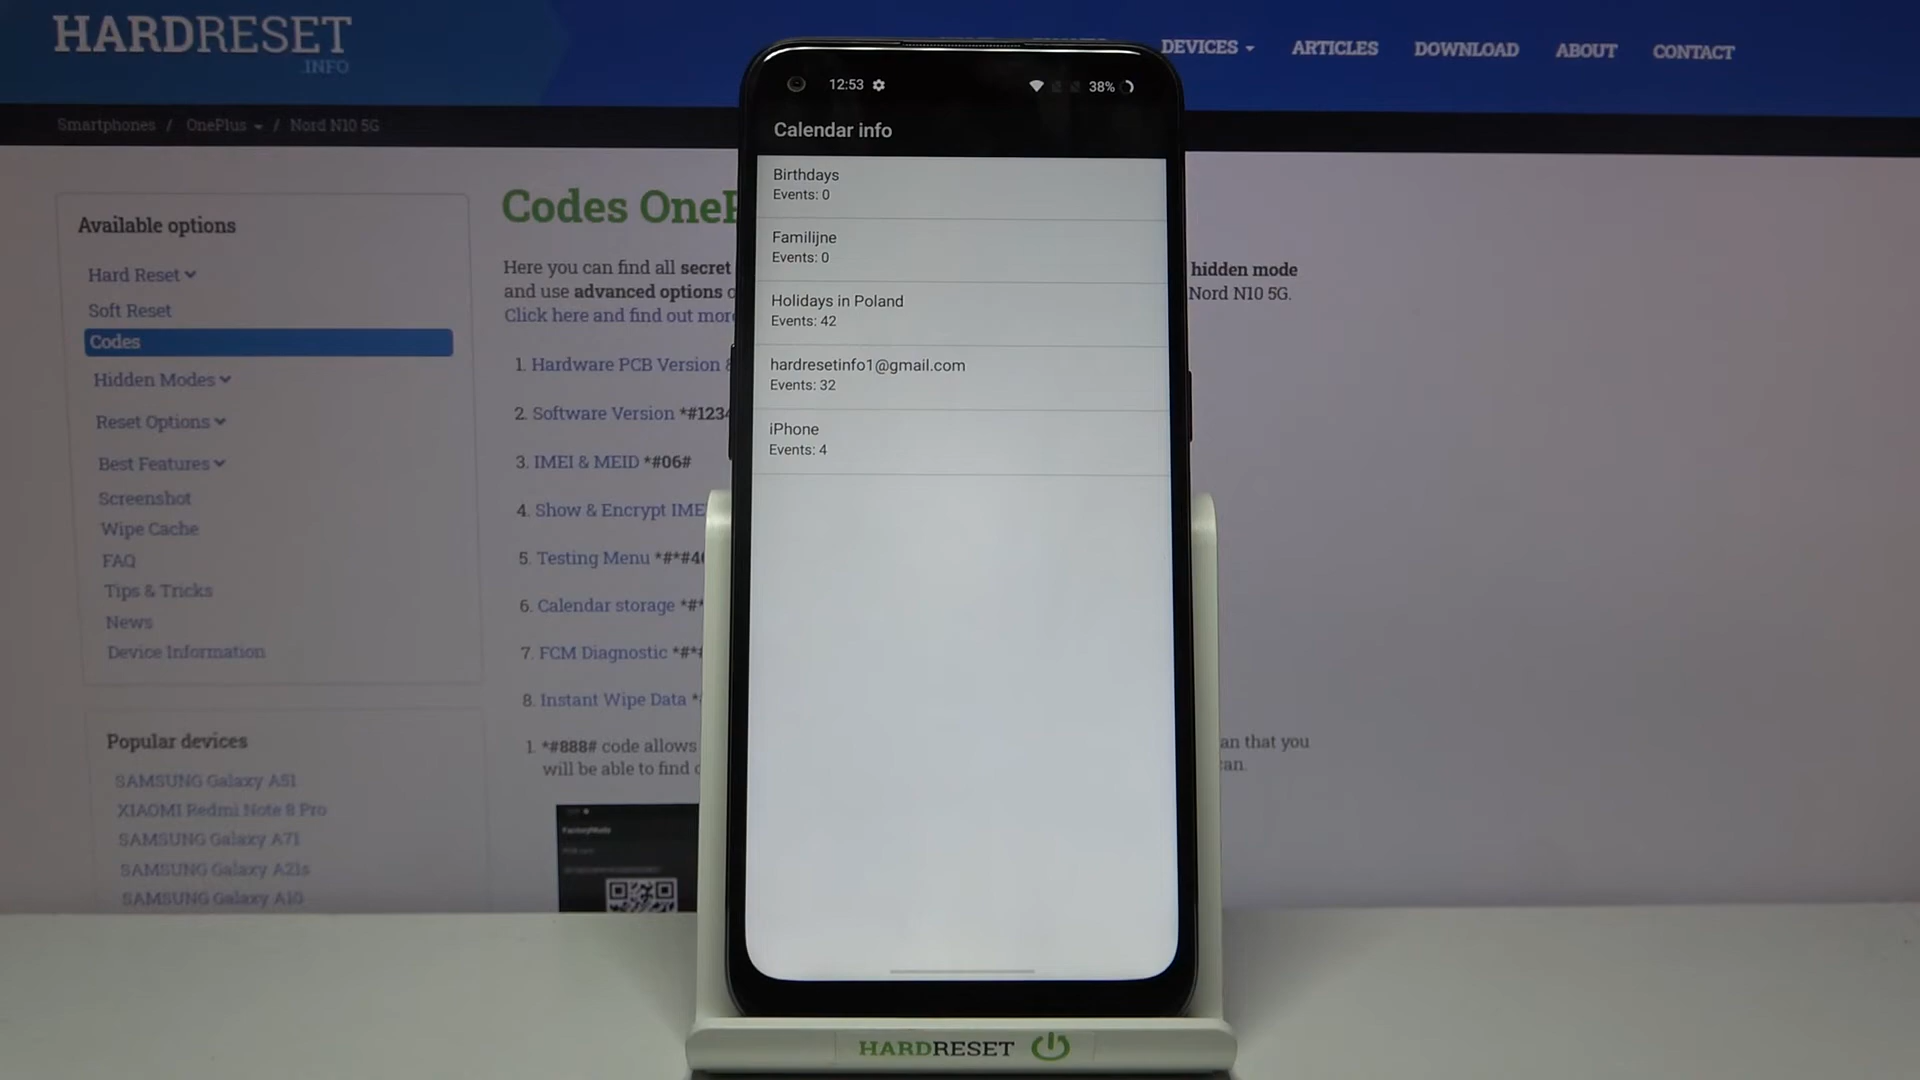 HARDRESET
.INFO
DEVICES
ARTICLES
DOWNLOAD
ABOUT
CONTACT
Smartphones / OnePlus / Nord N10 5G
Available options
Hard Reset
Soft Reset
Codes
Hidden Modes
Reset Options
Best Features
Screenshot
Wipe Cache
FAQ
Tips & Tricks
News
Device Information
Popular devices
SAMSUNG Galaxy A51
XIAOMI Redmi Note 8 Pro
SAMSUNG Galaxy A71
SAMSUNG Galaxy A21s
SAMSUNG Galaxy A10
Codes OneP
Here you can find all secret
hidden mode
and use advanced options
Nord N10 5G.
Click here and find out more
1. Hardware PCB Version &
2. Software Version *#1234
3. IMEI & MEID *#06#
4. Show & Encrypt IME
5. Testing Menu *#*#4
6. Calendar storage *#*
7. FCM Diagnostic *#*
8. Instant Wipe Data *
1. *#888# code allows
an that you
will be able to find
can.
12:53
38%
Calendar info
Birthdays
Events: 0
Familijne
Events: 0
Holidays in Poland
Events: 42
hardresetinfo1@gmail.com
Events: 32
iPhone
Events: 4
HARDRESET